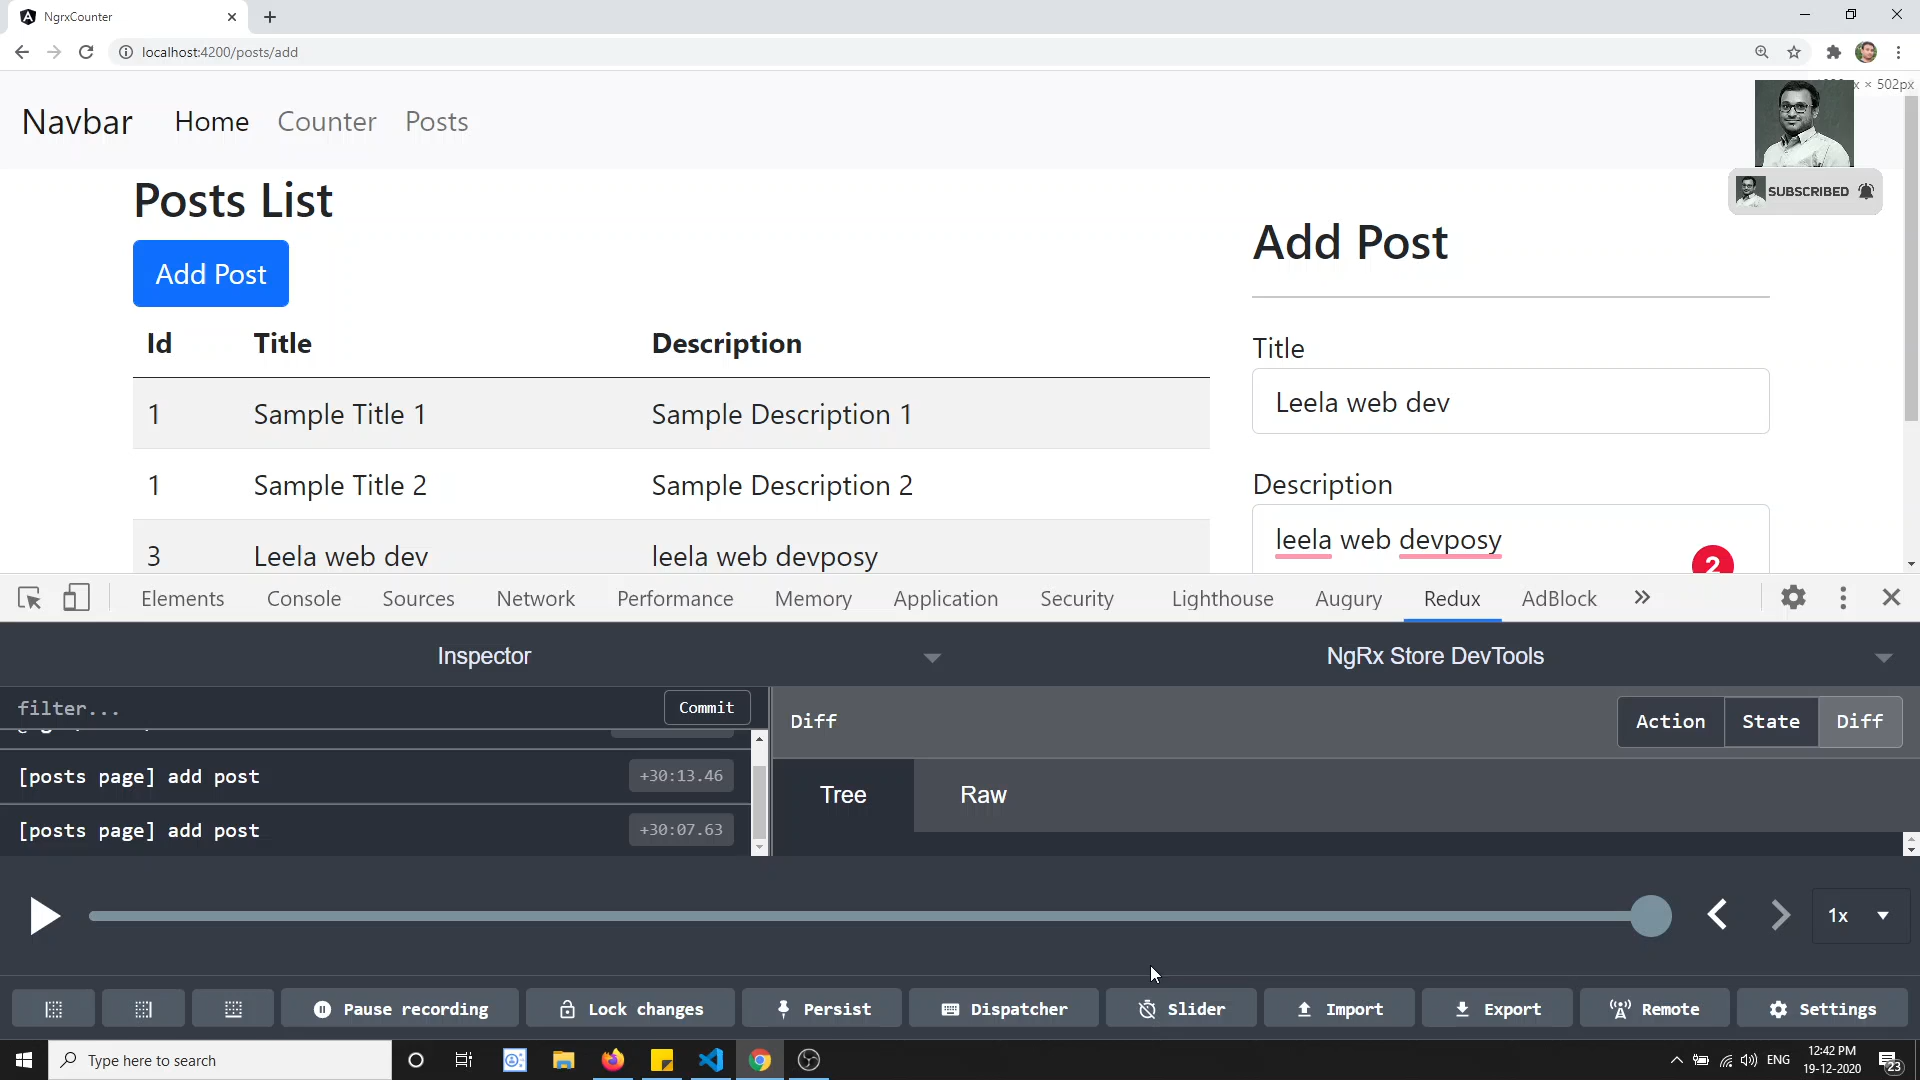 NgrxCounter
localhost:4200/posts/add
x × 502px
Navbar Home Counter Posts
SUBSCRIBED
Posts List
Add Post
Id Title Description
1 Sample Title 1 Sample Description 1
1 Sample Title 2 Sample Description 2
3 Leela web dev leela web devposy
Add Post
Title
Leela web dev
Description
leela web devposy
2
Elements Console Sources Network Performance Memory Application Security Lighthouse Augury Redux AdBlock
Inspector NgRx Store DevTools
filter... Commit
[posts page] add post +30:13.46
[posts page] add post +30:07.63
Diff Action State Diff
Tree Raw
1x
Pause recording Lock changes Persist Dispatcher Slider Import Export Remote Settings
Type here to search
ENG
12:42 PM
19-12-2020
23